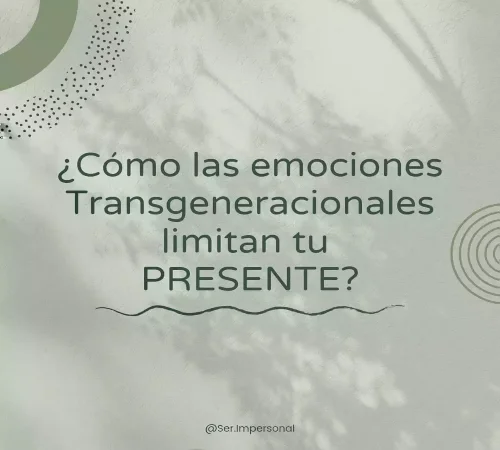 ¿Cómo las emociones
Transgeneracionales
limitan tu
PRESENTE?
@Ser.Impersonal